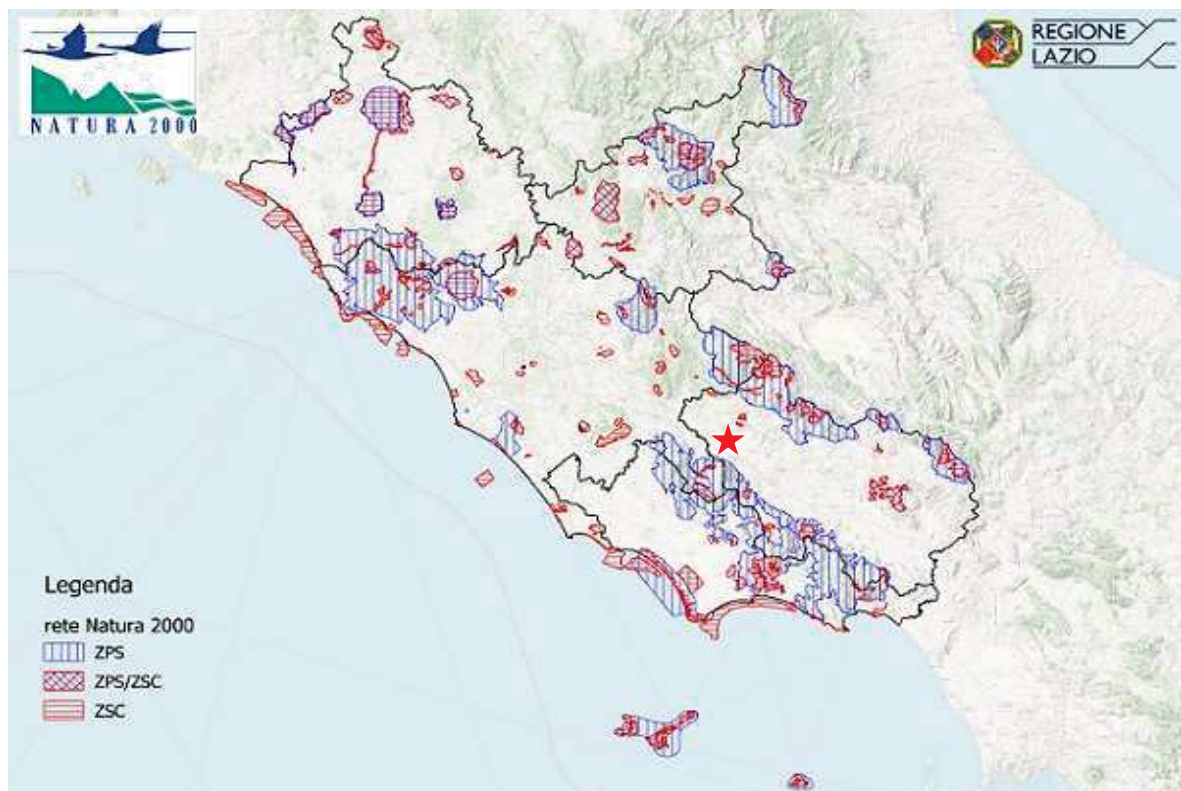 NATURA 2000
REGIONE
LAZIO
Legenda
rete Natura 2000
ZPS
ZPS/ZSC
ZSC